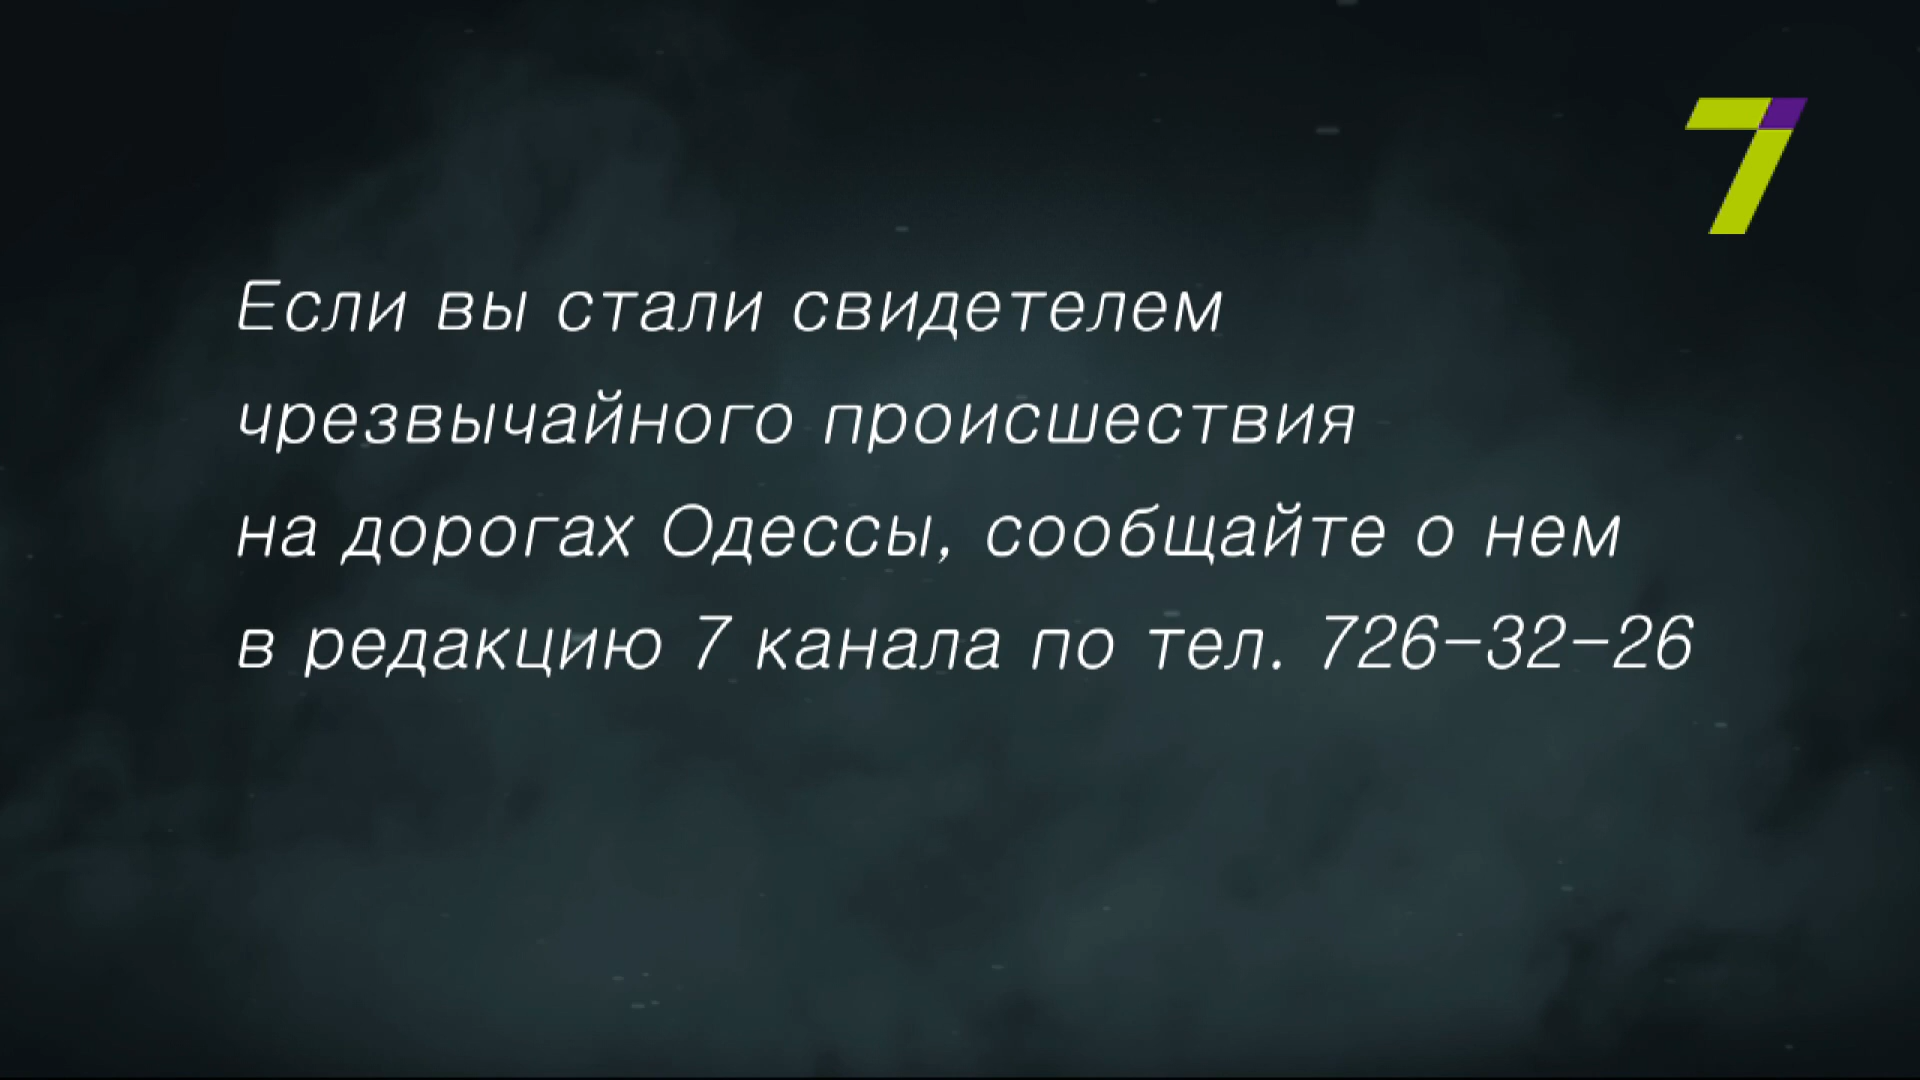 7
Если вы стали свидетелем
чрезвычайного происшествия
на дорогах Одессы, сообщайте о нем
в редакцию 7 канала по тел. 726-32-26